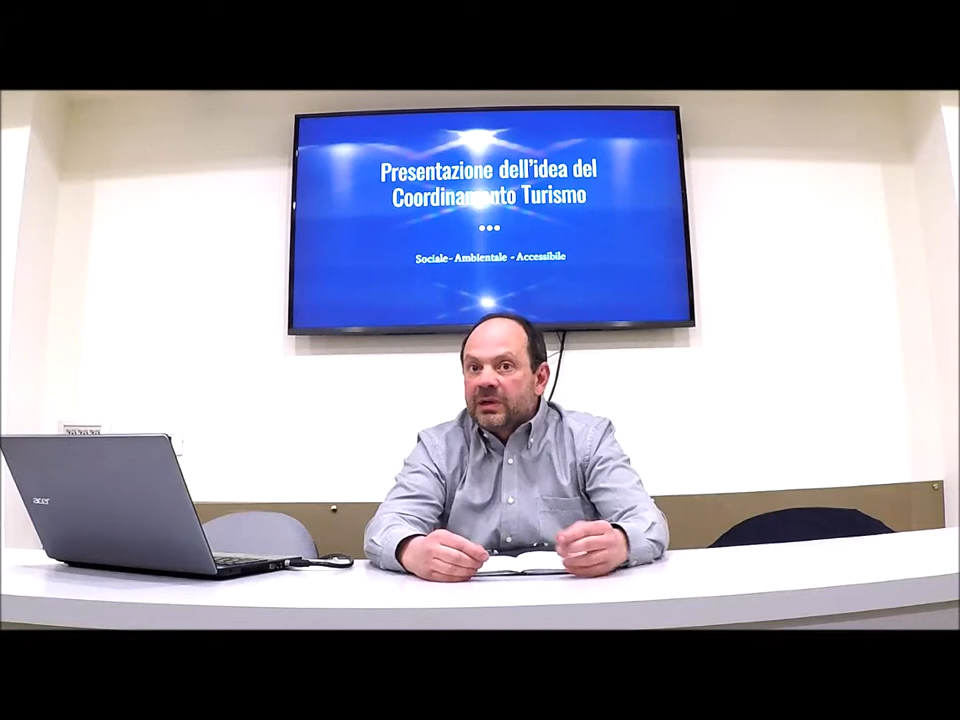 Presentazione dell'idea del
Coordinamento Turismo
Sociale - Ambientale - Accessibile
acer